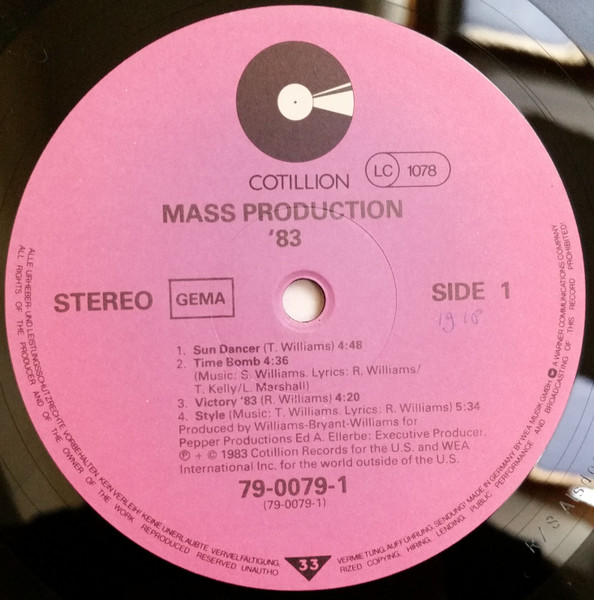 COTILLION
LC 1078
MASS PRODUCTION
'83
STEREO GEMA SIDE 1
1918
1. Sun Dancer (T. Williams) 4:48
2. Time Bomb 4:36
(Music: S. Williams. Lyrics: R. Williams/
T. Kelly/L. Marshall)
3. Victory '83 (R. Williams) 4:20
4. Style (Music: T. Williams. Lyrics: R. Williams) 5:34
Produced by Williams-Bryant-Williams for
Pepper Productions Ed A. Ellerbe: Executive Producer.
℗ + © 1983 Cotillion Records for the U.S. and WEA
International Inc. for the world outside of the U.S.
79-0079-1
(79-0079-1)
33
ALLE URHEBER- UND LEISTUNGSSCHUTZRECHTE VORBEHALTEN. KEIN VERLEIH! KEINE UNERLAUBTE VERVIELFÄLTIGUNG, VERMIETUNG, AUFFÜHRUNG, SENDUNG! MADE IN GERMANY BY WEA MUSIK GMBH. A WARNER COMMUNICATIONS COMPANY
ALL RIGHTS OF THE PRODUCER AND OF THE OWNER OF THE WORK REPRODUCED RESERVED UNAUTHORIZED COPYING, HIRING, LENDING, PUBLIC PERFORMANCE AND BROADCASTING OF THIS RECORD PROHIBITED!